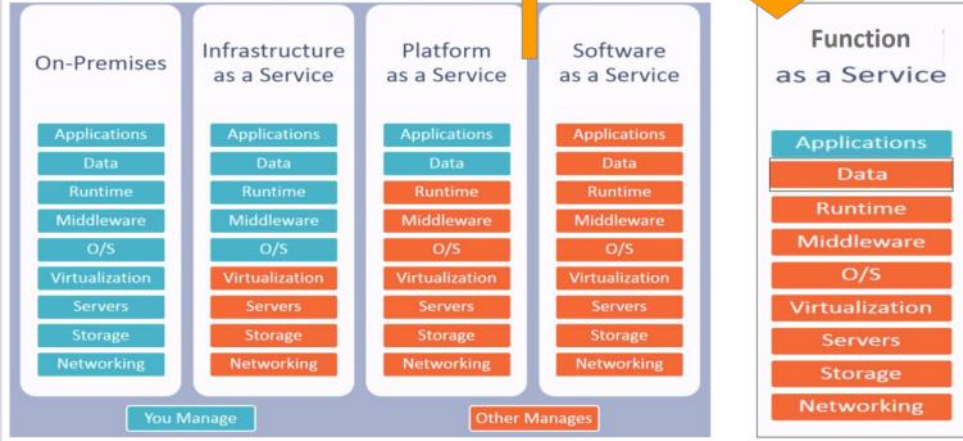 On-Premises
Applications
Data
Runtime
Middleware
O/S
Virtualization
Servers
Storage
Networking
Infrastructure
as a Service
Applications
Data
Runtime
Middleware
O/S
Virtualization
Servers
Storage
Networking
Platform
as a Service
Applications
Data
Runtime
Middleware
O/S
Virtualization
Servers
Storage
Networking
Software
as a Service
Applications
Data
Runtime
Middleware
O/S
Virtualization
Servers
Storage
Networking
You Manage
Other Manages
Function
as a Service
Applications
Data
Runtime
Middleware
O/S
Virtualization
Servers
Storage
Networking